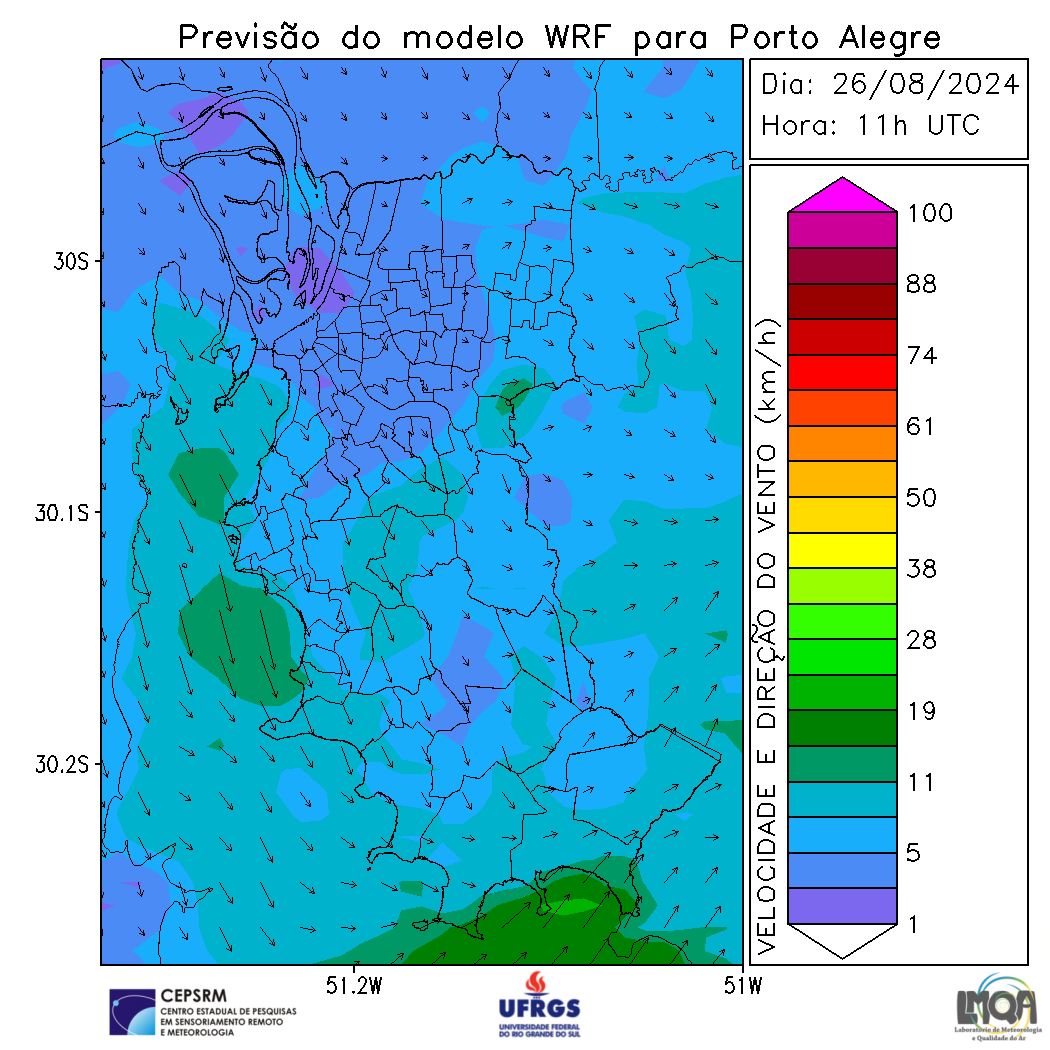 Previsão do modelo WRF para Porto Alegre
Dia: 26/08/2024
Hora: 11h UTC
30S
30.1S
30.2S
51.2W
51W
VELOCIDADE E DIREÇÃO DO VENTO (km/h)
100
88
74
61
50
38
28
19
11
5
1
CEPSRM
CENTRO ESTADUAL DE PESQUISAS
EM SENSORIAMENTO REMOTO
E METEOROLOGIA
UFRGS
UNIVERSIDADE FEDERAL
DO RIO GRANDE DO SUL
LMQA
Laboratório de Meteorologia
e Qualidade do Ar